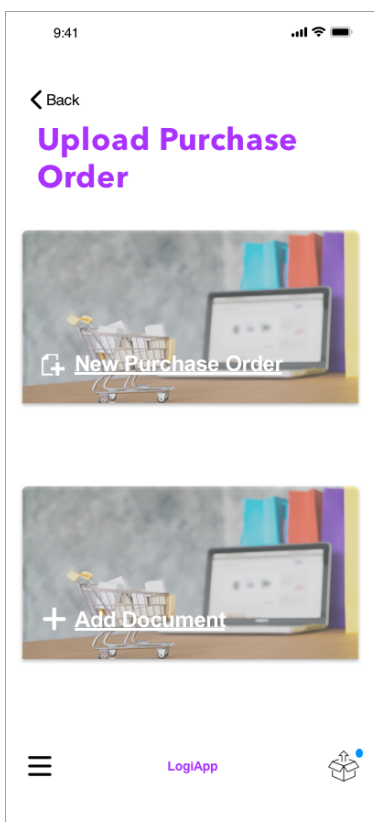 9:41
Back
Upload Purchase
Order
New Purchase Order
Add Document
LogiApp